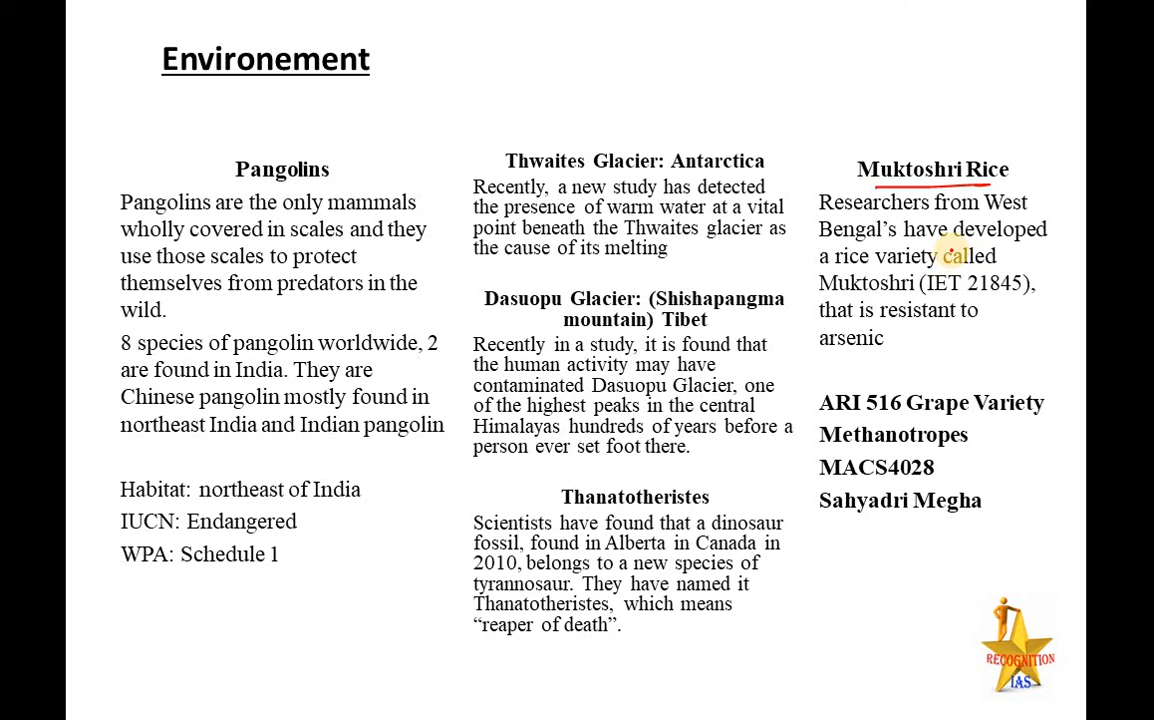 Environement
Pangolins
Pangolins are the only mammals
wholly covered in scales and they
use those scales to protect
themselves from predators in the
wild.
8 species of pangolin worldwide, 2
are found in India. They are
Chinese pangolin mostly found in
northeast India and Indian pangolin
Habitat: northeast of India
IUCN: Endangered
WPA: Schedule 1
Thwaites Glacier: Antarctica
Recently, a new study has detected
the presence of warm water at a vital
point beneath the Thwaites glacier as
the cause of its melting
Dasuopu Glacier: (Shishapangma
mountain) Tibet
Recently in a study, it is found that
the human activity may have
contaminated Dasuopu Glacier, one
of the highest peaks in the central
Himalayas hundreds of years before a
person ever set foot there.
Thanatotheristes
Scientists have found that a dinosaur
fossil, found in Alberta in Canada in
2010, belongs to a new species of
tyrannosaur. They have named it
Thanatotheristes, which means
“reaper of death”.
Muktoshri Rice
Researchers from West
Bengal’s have developed
a rice variety called
Muktoshri (IET 21845),
that is resistant to
arsenic
ARI 516 Grape Variety
Methanotropes
MACS4028
Sahyadri Megha
RECOGNITION
IAS